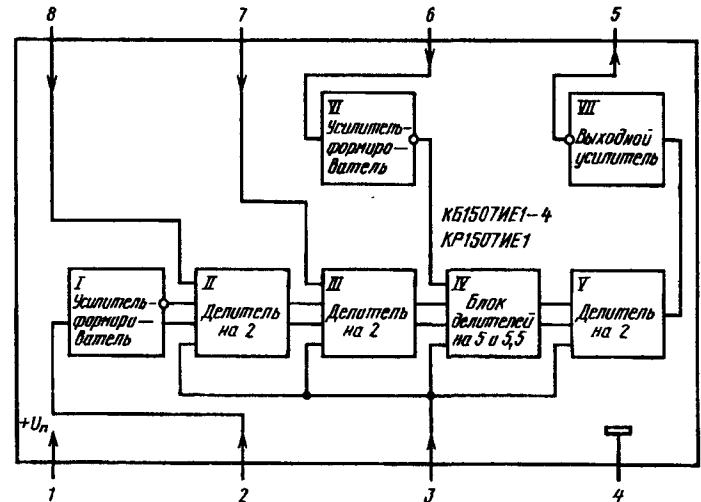 8 7 6 5
VI
Усилитель-
формиро-
ватель
VII
Выходной
усилитель
КБ1507ИЕ1-4
КР1507ИЕ1
I
Усилитель-
формиро-
ватель
II
Делитель
на 2
III
Делитель
на 2
IV
Блок
делителей
на 5 и 5,5
V
Делитель
на 2
+Uп
1 2 3 4